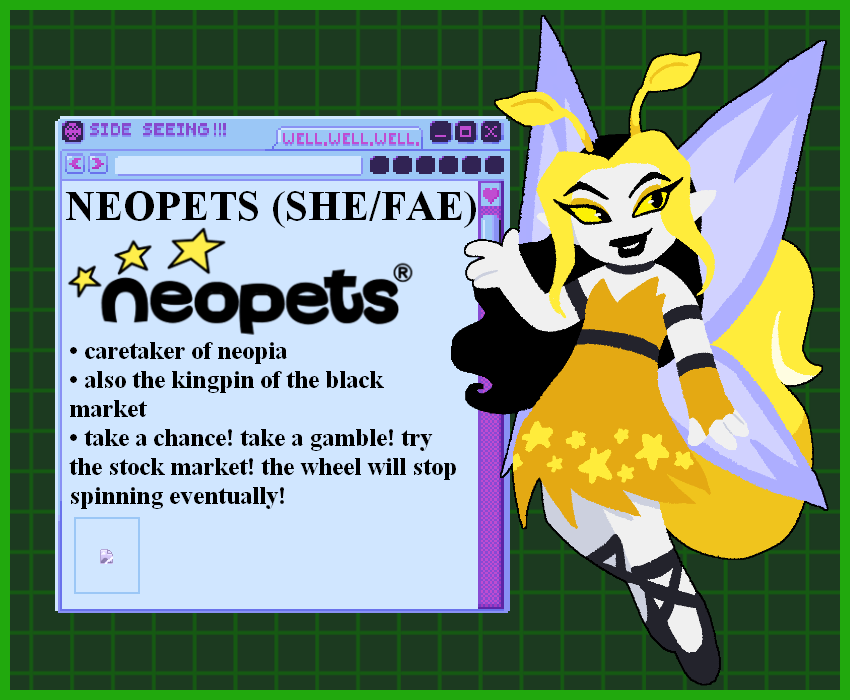 SIDE SEEING!!!
WELL.WELL.WELL.
NEOPETS (SHE/FAE)
neopets®
• caretaker of neopia
• also the kingpin of the black
market
• take a chance! take a gamble! try
the stock market! the wheel will stop
spinning eventually!